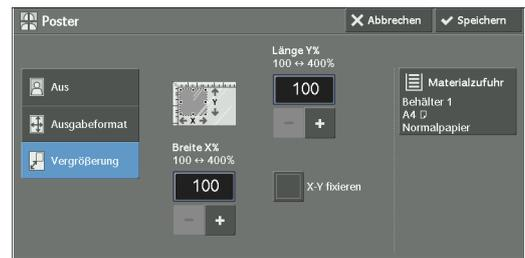 Poster
Abbrechen
Speichern
Aus
Ausgabeformat
Vergrößerung
Y
X
Länge Y%
100 ↔ 400%
100
− +
Breite X%
100 ↔ 400%
100
− +
X-Y fixieren
Materialzufuhr
Behälter 1
A4
Normalpapier